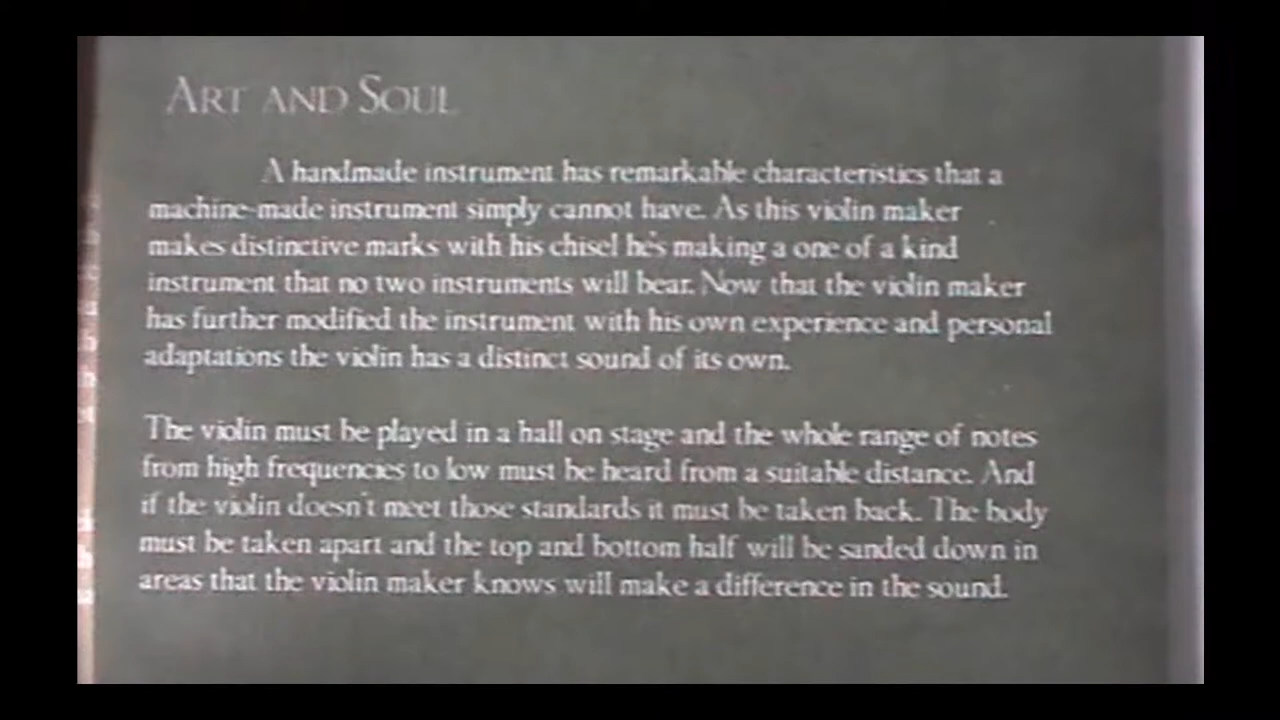 ART AND SOUL
A handmade instrument has remarkable characteristics that a
machine-made instrument simply cannot have. As this violin maker
makes distinctive marks with his chisel he's making a one of a kind
instrument that no two instruments will bear. Now that the violin maker
has further modified the instrument with his own experience and personal
adaptations the violin has a distinct sound of its own.
The violin must be played in a hall on stage and the whole range of notes
from high frequencies to low must be heard from a suitable distance. And
if the violin doesn't meet those standards it must be taken back. The body
must be taken apart and the top and bottom half will be sanded down in
areas that the violin maker knows will make a difference in the sound.